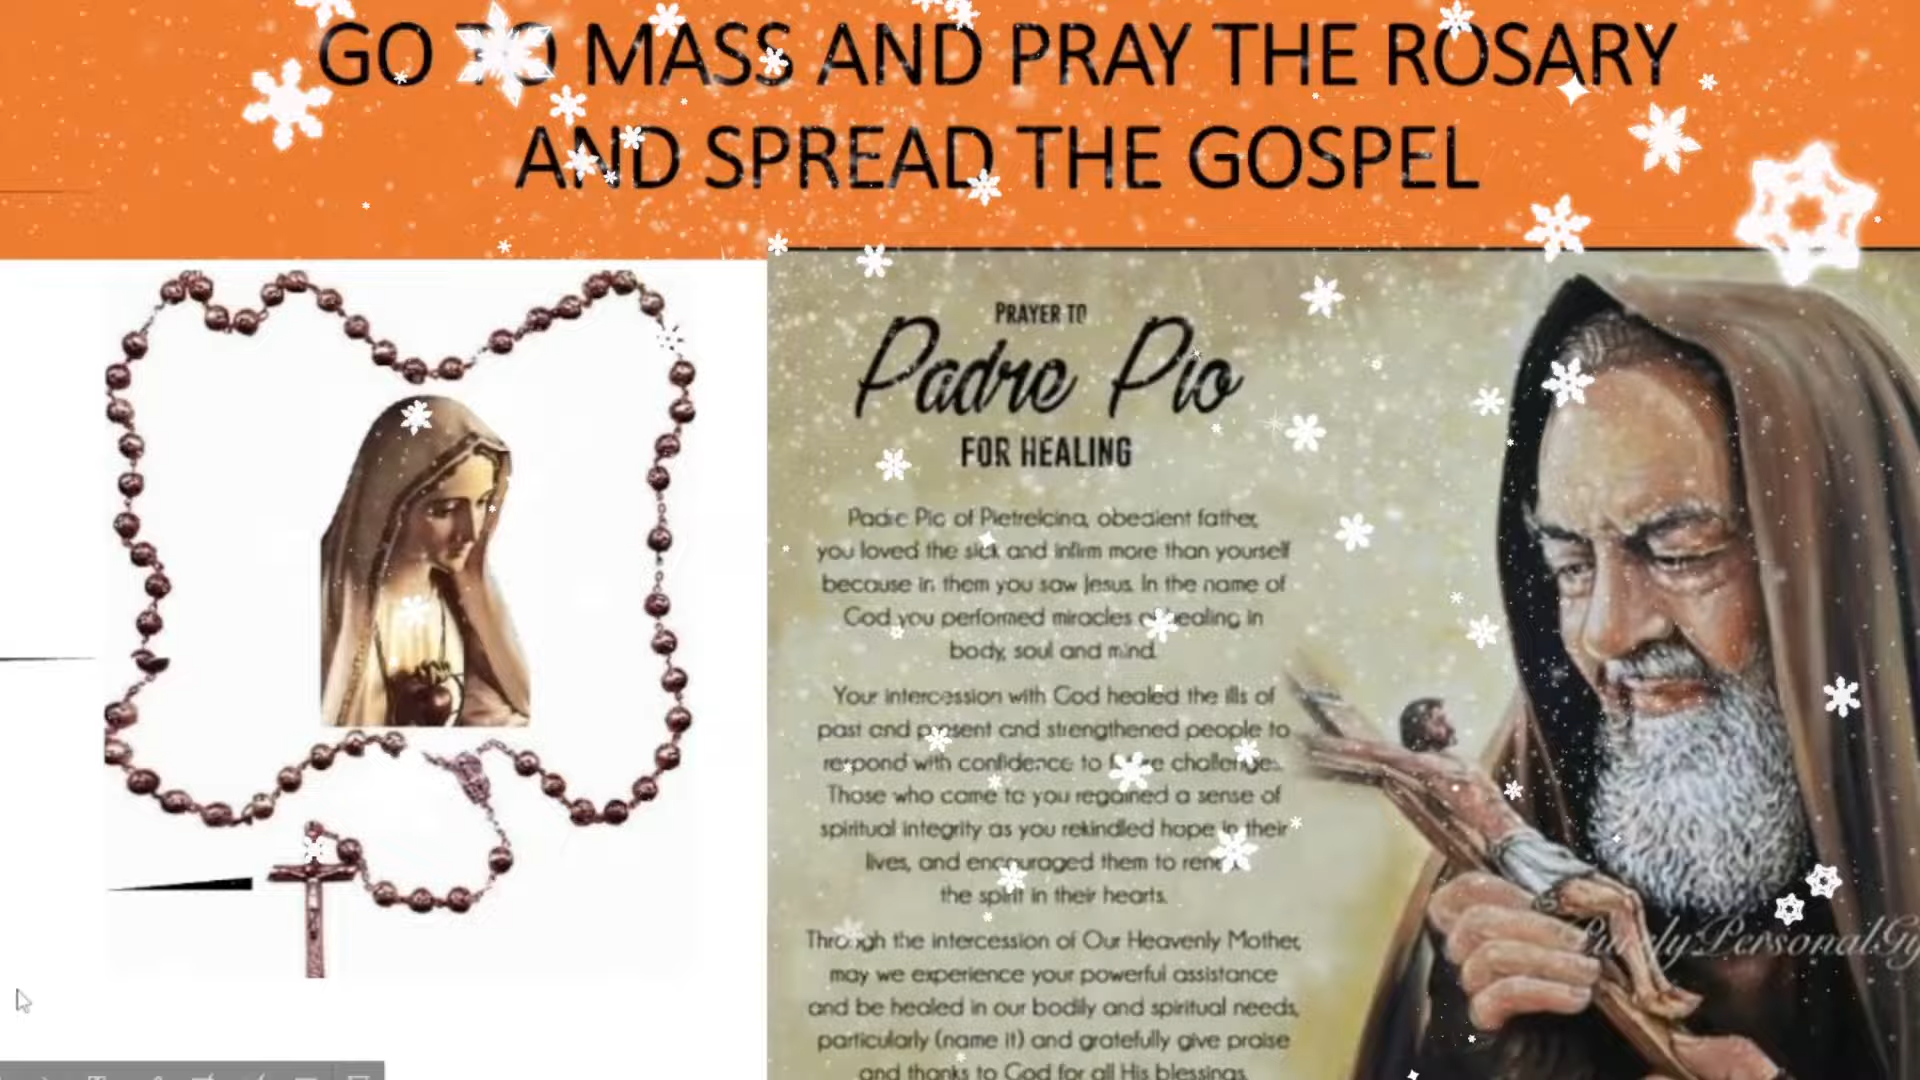 GO TO MASS AND PRAY THE ROSARY
AND SPREAD THE GOSPEL
PRAYER TO
Padre Pio
FOR HEALING
Padre Pio of Pietrelcina, obedient father,
you loved the sick and infirm more than yourself
because in them you saw Jesus. In the name of
God you performed miracles of healing in
body, soul and mind.
Your intercession with God healed the ills of
past and present and strengthened people to
respond with confidence to future challenges.
Those who came to you regained a sense of
spiritual integrity as you rekindled hope in their
lives, and encouraged them to renew
the spirit in their hearts.
Through the intercession of Our Heavenly Mother,
may we experience your powerful assistance
and be healed in our bodily and spiritual needs,
particularly (name it) and gratefully give praise
and thanks to God for all His blessings.